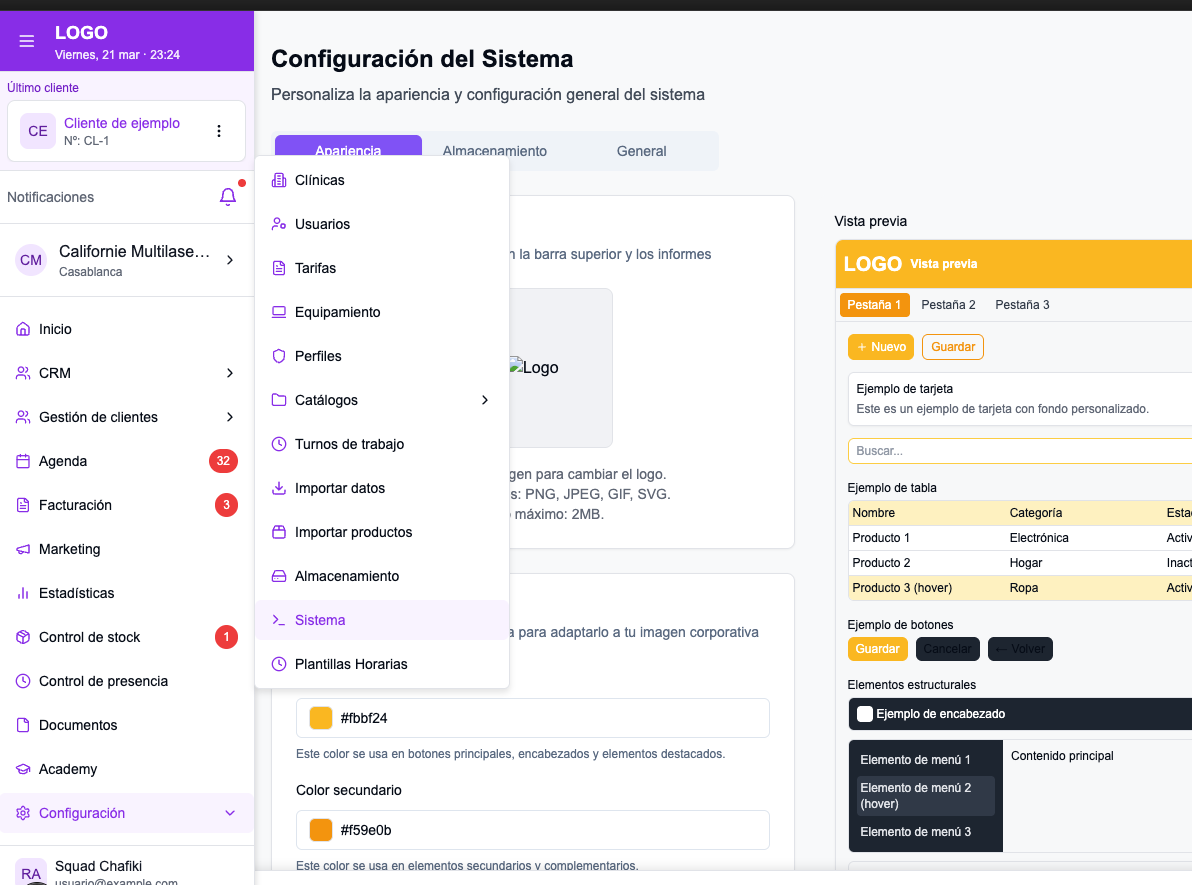 LOGO
Viernes, 21 mar · 23:24
Último cliente
CE
Cliente de ejemplo
Nº: CL-1
Notificaciones
CM
Californie Multilase…
Casablanca
Inicio
CRM
Gestión de clientes
Agenda
32
Facturación
3
Marketing
Estadísticas
Control de stock
1
Control de presencia
Documentos
Academy
Configuración
RA
Squad Chafiki
usuario@example.com
Configuración del Sistema
Personaliza la apariencia y configuración general del sistema
Apariencia
Almacenamiento
General
Clínicas
Usuarios
Tarifas
Equipamiento
Perfiles
Catálogos
Turnos de trabajo
Importar datos
Importar productos
Almacenamiento
Sistema
Plantillas Horarias
la barra superior y los informes
Logo
para cambiar el logo.
PNG, JPEG, GIF, SVG.
máximo: 2MB.
para adaptarlo a tu imagen corporativa
#fbbf24
Este color se usa en botones principales, encabezados y elementos destacados.
Color secundario
#f59e0b
Este color se usa en elementos secundarios y complementarios.
Vista previa
LOGO Vista previa
Pestaña 1 Pestaña 2 Pestaña 3
+ Nuevo Guardar
Ejemplo de tarjeta
Este es un ejemplo de tarjeta con fondo personalizado.
Buscar...
Ejemplo de tabla
Nombre Categoría
Producto 1 Electrónica
Producto 2 Hogar
Producto 3 (hover) Ropa
Ejemplo de botones
Guardar Cancelar ← Volver
Elementos estructurales
Ejemplo de encabezado
Elemento de menú 1
Elemento de menú 2
(hover)
Elemento de menú 3
Contenido principal